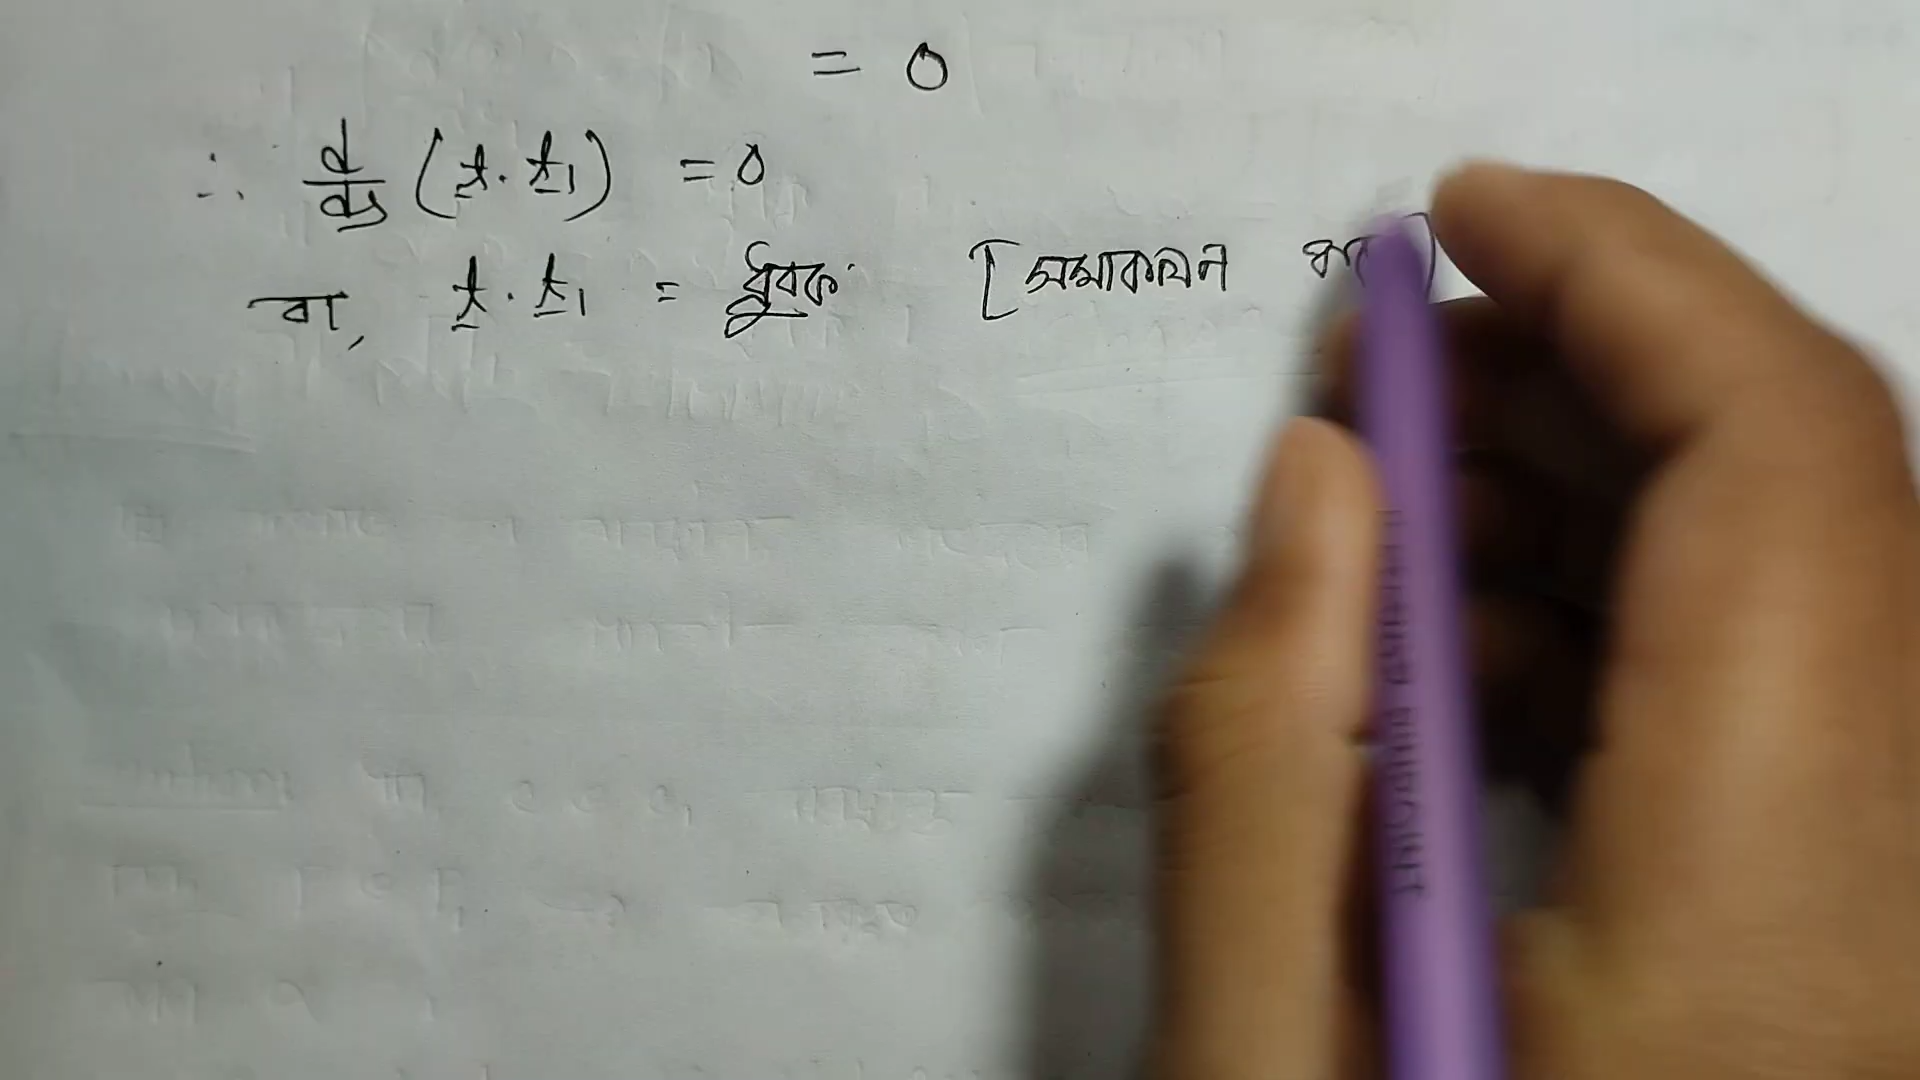 = 0
∴ d/ds (t . t₁) = 0
বা, t . t₁ = ধ্রুবক [সমাকলন